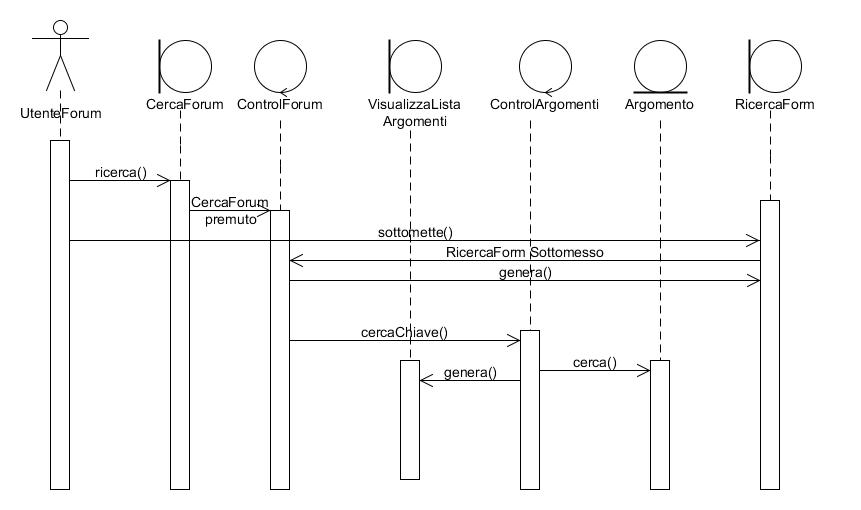 UtenteForum
CercaForum
ControlForum
VisualizzaLista
Argomenti
ControlArgomenti
Argomento
RicercaForm
ricerca()
CercaForum
premuto
sottomette()
RicercaForm Sottomesso
genera()
cercaChiave()
cerca()
genera()